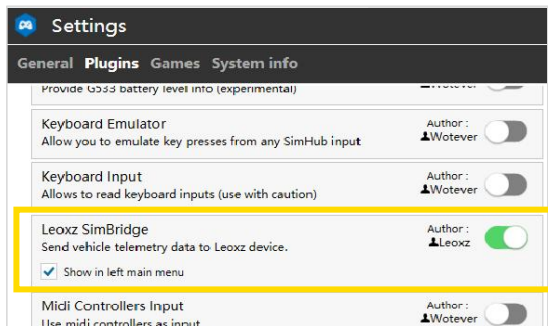 Settings
General Plugins Games System info
Provide G533 battery level info (experimental)
Keyboard Emulator
Author :
Allow you to emulate key presses from any SimHub input
Wotever
Keyboard Input
Author :
Allows to read keyboard inputs (use with caution)
Wotever
Leoxz SimBridge
Author :
Send vehicle telemetry data to Leoxz device.
Leoxz
Show in left main menu
Midi Controllers Input
Author :
Use midi controllers as input
Wotever